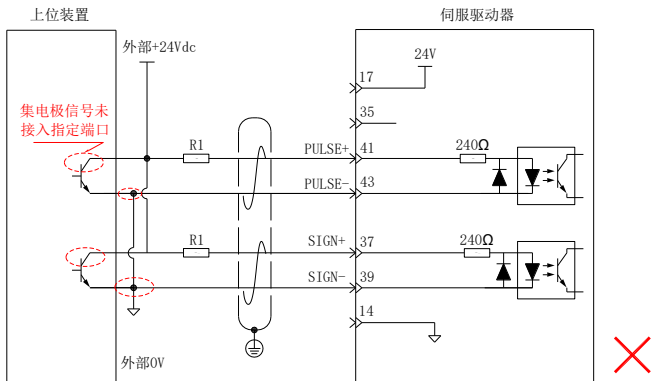 上位装置
伺服驱动器
外部+24Vdc
24V
17
集电极信号未
接入指定端口
35
R1
PULSE+
41
240Ω
PULSE-
43
R1
SIGN+
37
240Ω
SIGN-
39
14
外部0V